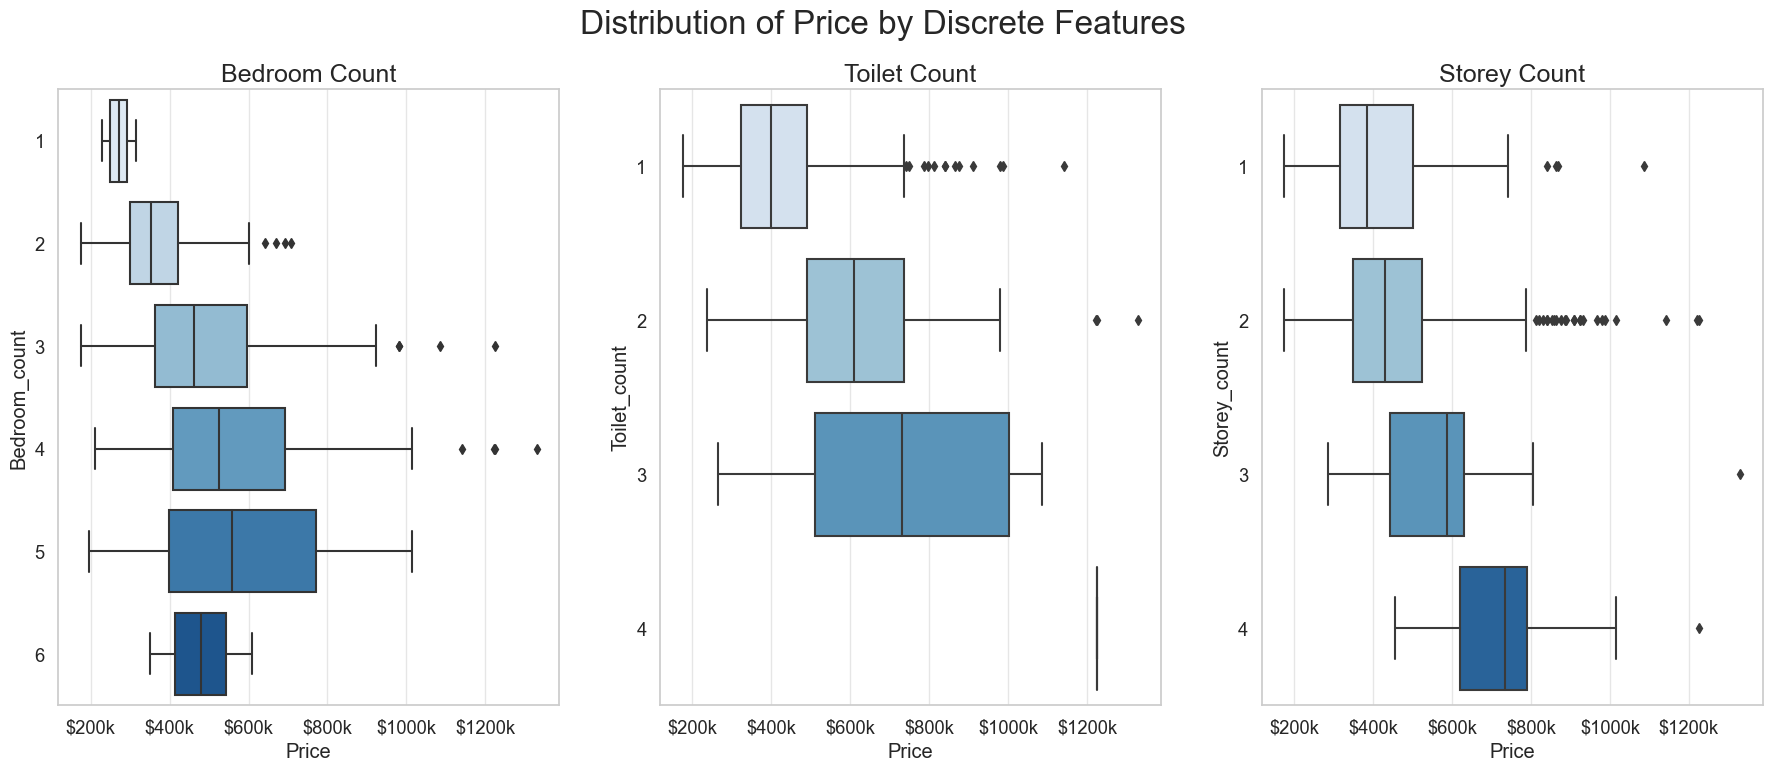 Distribution of Price by Discrete Features
Bedroom Count
Bedroom_count
1
2
3
4
5
6
$200k $400k $600k $800k $1000k $1200k
Price
Toilet Count
Toilet_count
1
2
3
4
$200k $400k $600k $800k $1000k $1200k
Price
Storey Count
Storey_count
1
2
3
4
$200k $400k $600k $800k $1000k $1200k
Price